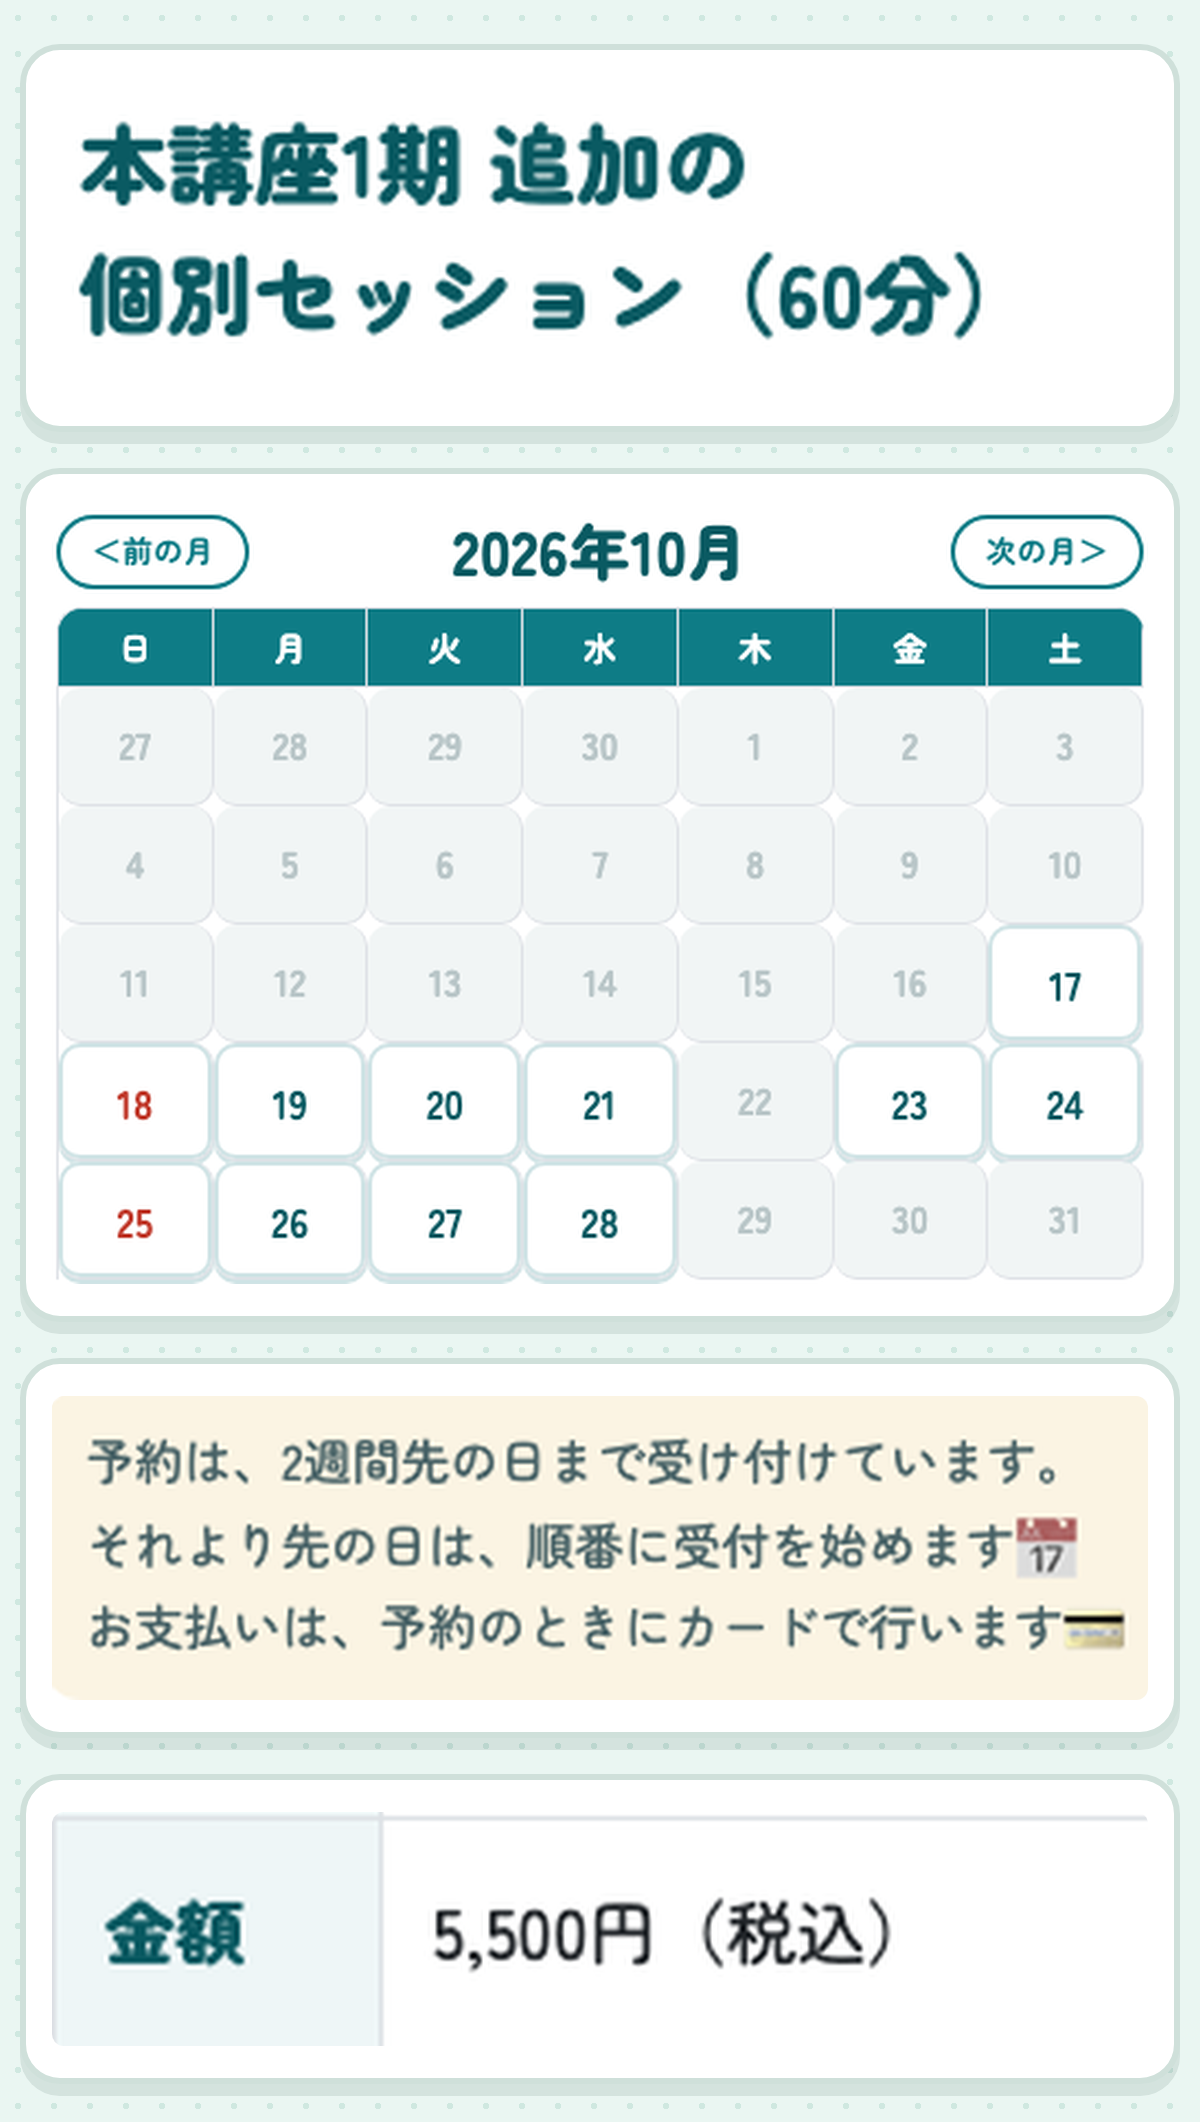 本講座1期 追加の
個別セッション（60分）
＜前の月 2026年10月 次の月＞
日 月 火 水 木 金 土
27 28 29 30 1 2 3
4 5 6 7 8 9 10
11 12 13 14 15 16 17
18 19 20 21 22 23 24
25 26 27 28 29 30 31
予約は、2週間先の日まで受け付けています。
それより先の日は、順番に受付を始めます📅
お支払いは、予約のときにカードで行います💳
金額 5,500円（税込）